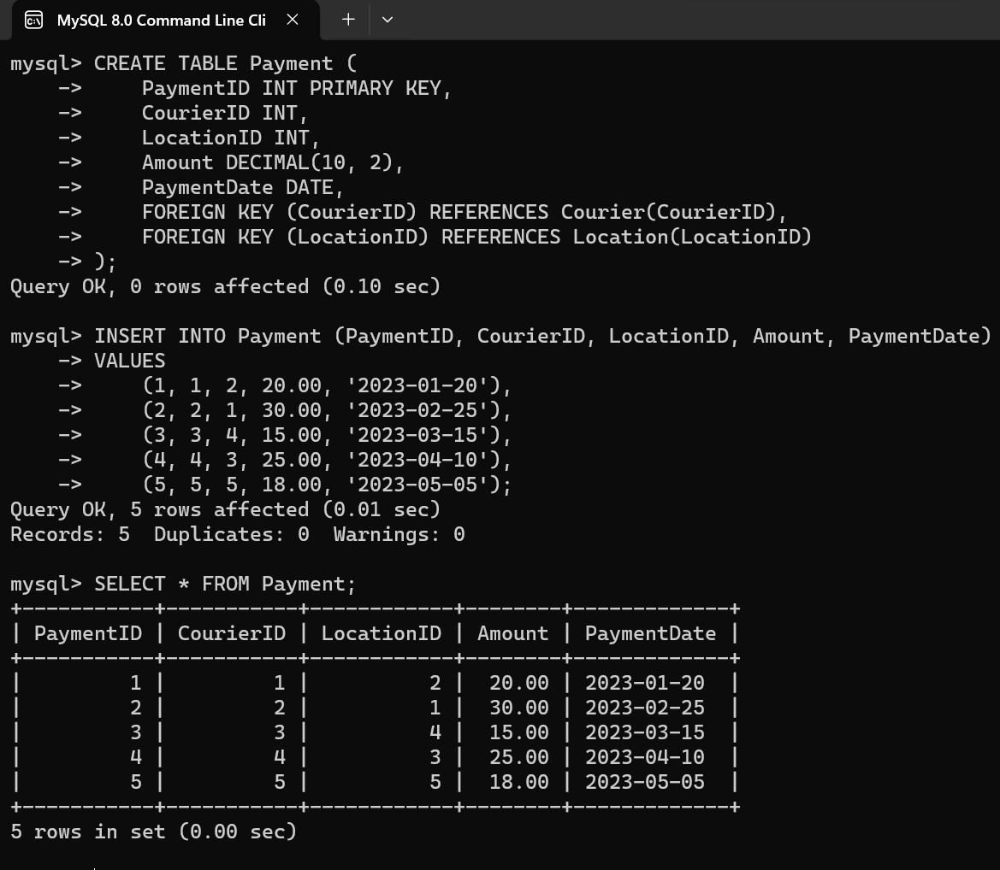 MySQL 8.0 Command Line Cli
mysql> CREATE TABLE Payment (
    ->     PaymentID INT PRIMARY KEY,
    ->     CourierID INT,
    ->     LocationID INT,
    ->     Amount DECIMAL(10, 2),
    ->     PaymentDate DATE,
    ->     FOREIGN KEY (CourierID) REFERENCES Courier(CourierID),
    ->     FOREIGN KEY (LocationID) REFERENCES Location(LocationID)
    -> );
Query OK, 0 rows affected (0.10 sec)

mysql> INSERT INTO Payment (PaymentID, CourierID, LocationID, Amount, PaymentDate)
    -> VALUES
    ->     (1, 1, 2, 20.00, '2023-01-20'),
    ->     (2, 2, 1, 30.00, '2023-02-25'),
    ->     (3, 3, 4, 15.00, '2023-03-15'),
    ->     (4, 4, 3, 25.00, '2023-04-10'),
    ->     (5, 5, 5, 18.00, '2023-05-05');
Query OK, 5 rows affected (0.01 sec)
Records: 5  Duplicates: 0  Warnings: 0

mysql> SELECT * FROM Payment;
+-----------+-----------+------------+--------+-------------+
| PaymentID | CourierID | LocationID | Amount | PaymentDate |
+-----------+-----------+------------+--------+-------------+
|         1 |         1 |          2 |  20.00 | 2023-01-20  |
|         2 |         2 |          1 |  30.00 | 2023-02-25  |
|         3 |         3 |          4 |  15.00 | 2023-03-15  |
|         4 |         4 |          3 |  25.00 | 2023-04-10  |
|         5 |         5 |          5 |  18.00 | 2023-05-05  |
+-----------+-----------+------------+--------+-------------+
5 rows in set (0.00 sec)